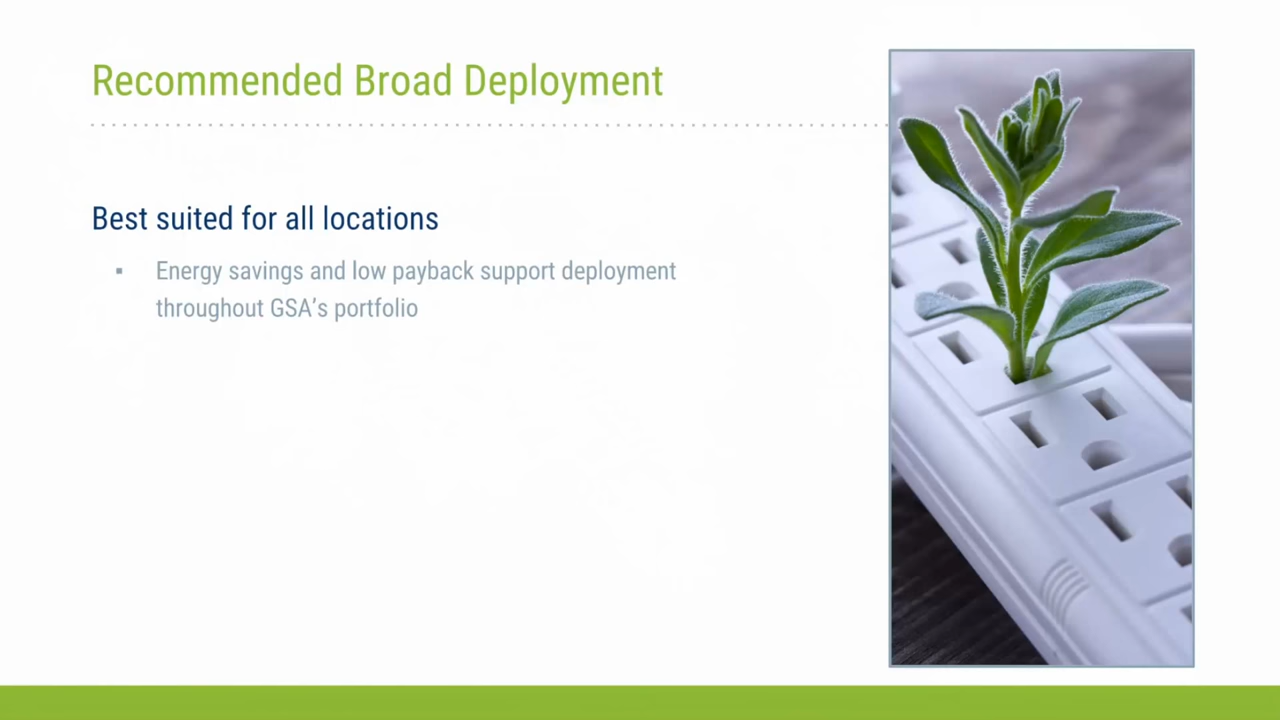 Recommended Broad Deployment
Best suited for all locations
▪ Energy savings and low payback support deployment
throughout GSA’s portfolio